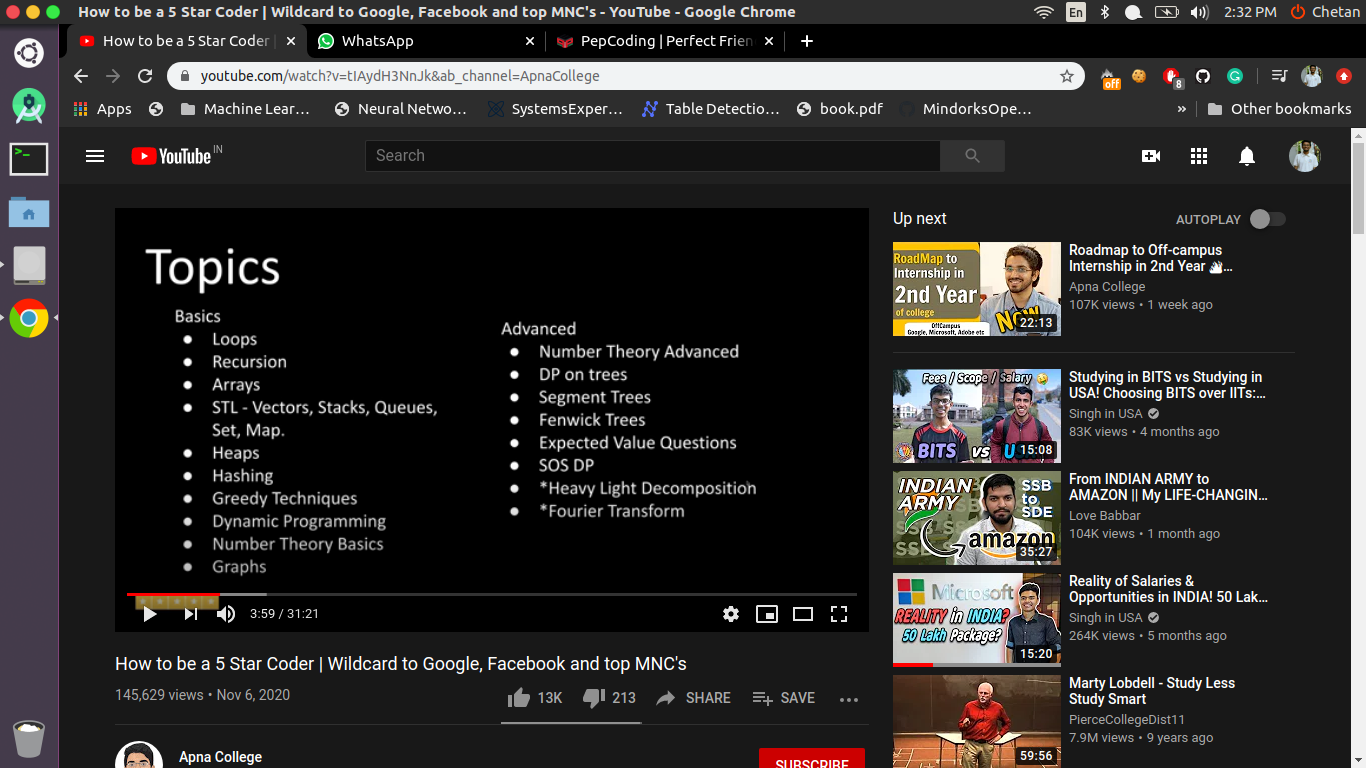 How to be a 5 Star Coder | Wildcard to Google, Facebook and top MNC's - YouTube - Google Chrome
En
2:32 PM
Chetan
How to be a 5 Star Coder |
WhatsApp
PepCoding | Perfect Frien
youtube.com/watch?v=tIAydH3NnJk&ab_channel=ApnaCollege
off
8
Apps
Machine Lear…
Neural Netwo…
SystemsExper…
Table Detectio…
book.pdf
MindorksOpe…
»
Other bookmarks
YouTube IN
Search
Topics
Basics
● Loops
● Recursion
● Arrays
● STL - Vectors, Stacks, Queues,
Set, Map.
● Heaps
● Hashing
● Greedy Techniques
● Dynamic Programming
● Number Theory Basics
● Graphs
Advanced
● Number Theory Advanced
● DP on trees
● Segment Trees
● Fenwick Trees
● Expected Value Questions
● SOS DP
● *Heavy Light Decomposition
● *Fourier Transform
3:59 / 31:21
How to be a 5 Star Coder | Wildcard to Google, Facebook and top MNC's
145,629 views • Nov 6, 2020
13K
213
SHARE
SAVE
Apna College
SUBSCRIBE
Up next
AUTOPLAY
RoadMap to
Internship in
2nd Year
of college
OffCampus
Google, Microsoft, Adobe etc
NOW
22:13
Roadmap to Off-campus
Internship in 2nd Year …
Apna College
107K views • 1 week ago
Fees / Scope / Salary
BITS vs U
15:08
Studying in BITS vs Studying in
USA! Choosing BITS over IITs:…
Singh in USA
83K views • 4 months ago
INDIAN
ARMY
SSB
to
SDE
amazon
35:27
From INDIAN ARMY to
AMAZON || My LIFE-CHANGIN…
Love Babbar
104K views • 1 month ago
Microsoft
REALITY in INDIA?
50 Lakh Package?
15:20
Reality of Salaries &
Opportunities in INDIA! 50 Lak…
Singh in USA
264K views • 5 months ago
59:56
Marty Lobdell - Study Less
Study Smart
PierceCollegeDist11
7.9M views • 9 years ago